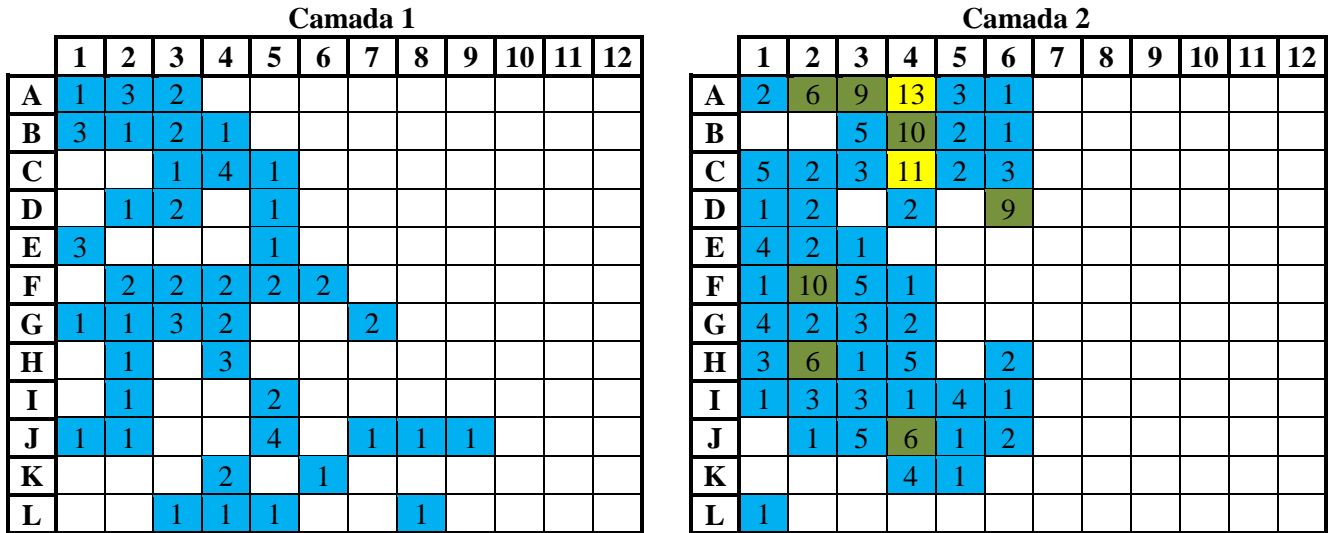 Camada 1
1 2 3 4 5 6 7 8 9 10 11 12
A 1 3 2
B 3 1 2 1
C 1 4 1
D 1 2 1
E 3 1
F 2 2 2 2 2
G 1 1 3 2 2
H 1 3
I 1 2
J 1 1 4 1 1 1
K 2 1
L 1 1 1 1
Camada 2
1 2 3 4 5 6 7 8 9 10 11 12
A 2 6 9 13 3 1
B 5 10 2 1
C 5 2 3 11 2 3
D 1 2 2 9
E 4 2 1
F 1 10 5 1
G 4 2 3 2
H 3 6 1 5 2
I 1 3 3 1 4 1
J 1 5 6 1 2
K 4 1
L 1